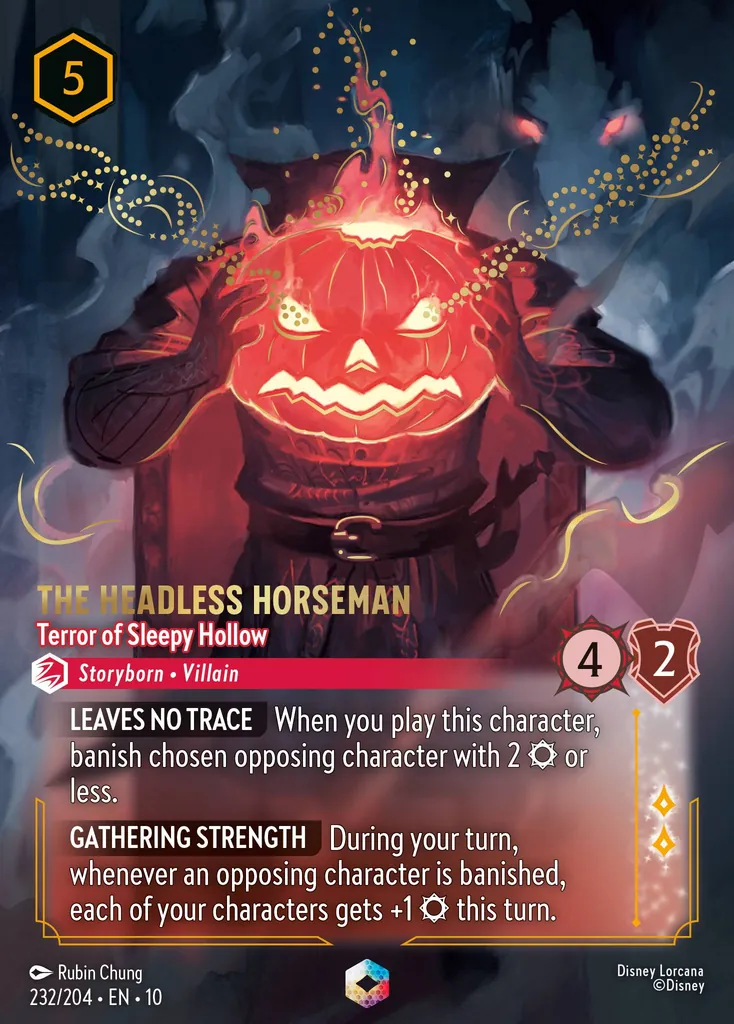 5
THE HEADLESS HORSEMAN
Terror of Sleepy Hollow
Storyborn • Villain
4
2
LEAVES NO TRACE When you play this character,
banish chosen opposing character with 2 or
less.
GATHERING STRENGTH During your turn,
whenever an opposing character is banished,
each of your characters gets +1 this turn.
Rubin Chung
Disney Lorcana
232/204 • EN • 10
©Disney